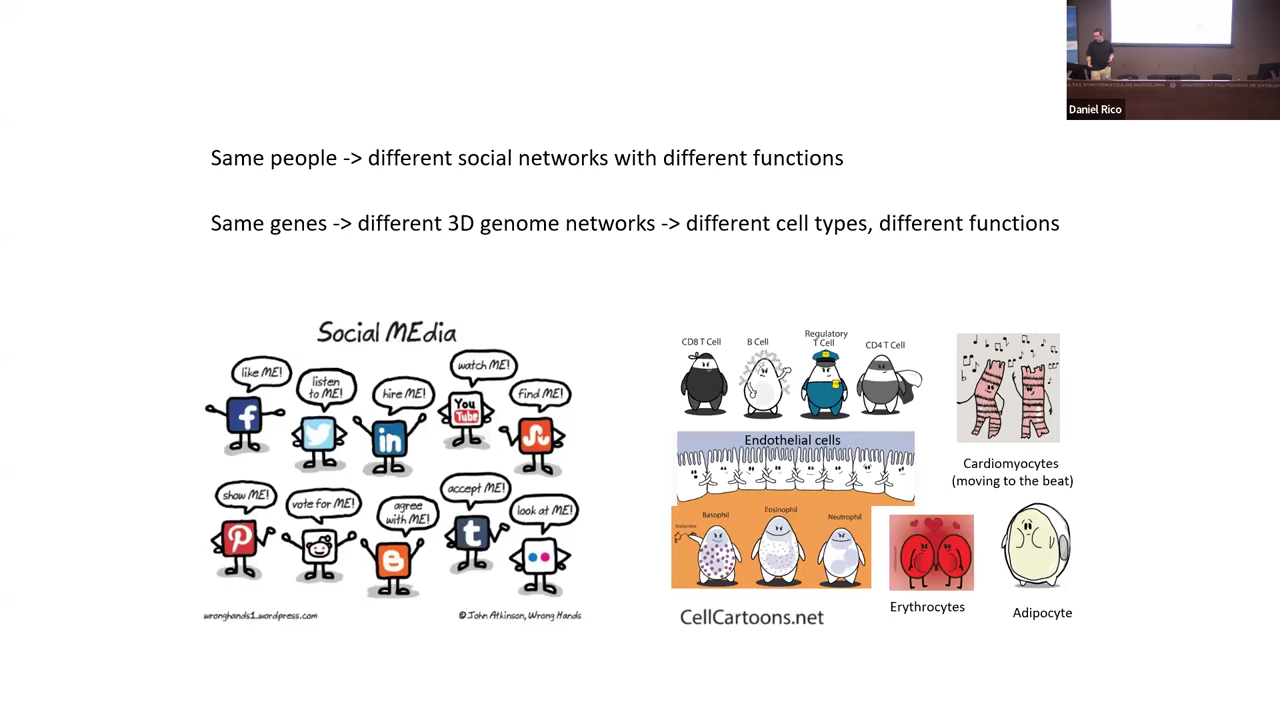 Daniel Rico
Same people -> different social networks with different functions
Same genes -> different 3D genome networks -> different cell types, different functions
Social MEdia
like ME!
listen
to ME!
hire ME!
watch ME!
You
Tube
find ME!
f
in
show ME!
vote for ME!
agree
with ME!
accept ME!
look at ME!
t
wronghands1.wordpress.com
© John Atkinson, Wrong Hands
CD8 T Cell
B Cell
Regulatory
T Cell
CD4 T Cell
Endothelial cells
Basophil
Eosinophil
Neutrophil
CellCartoons.net
Cardiomyocytes
(moving to the beat)
Erythrocytes
Adipocyte